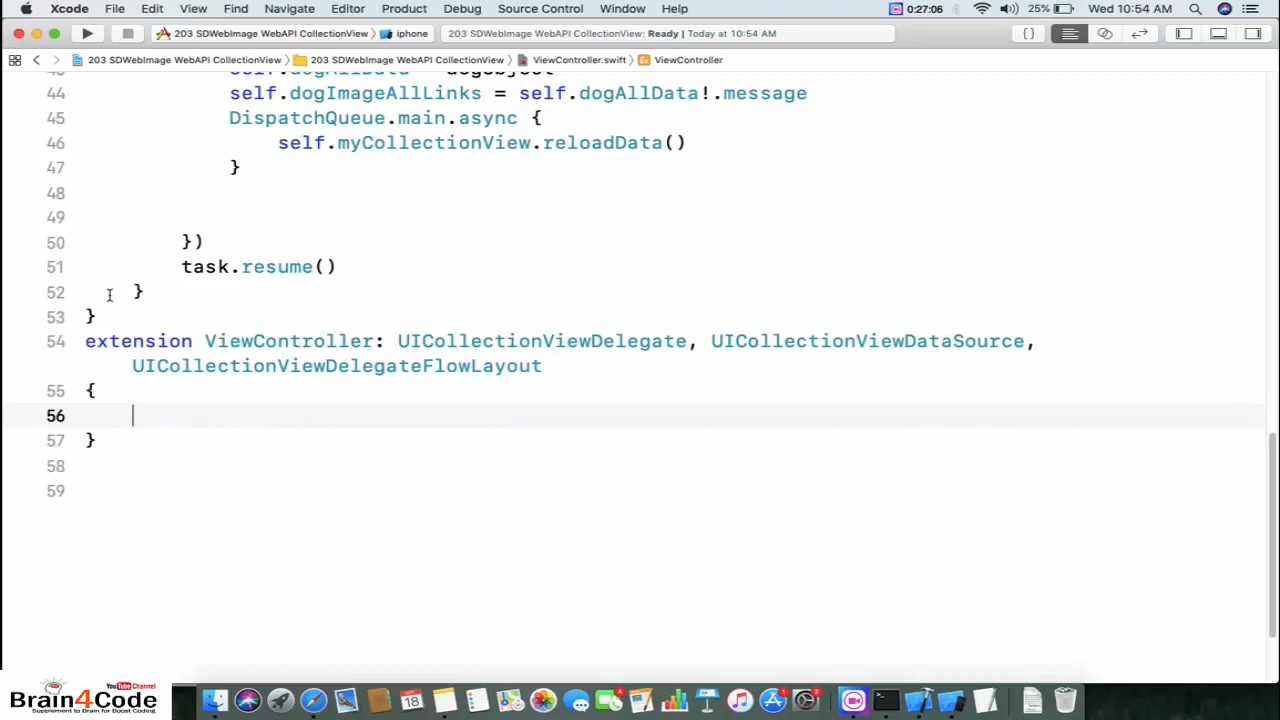 Xcode File Edit View Find Navigate Editor Product Debug Source Control Window Help 0:27:06 25% Wed 10:54 AM
203 SDWebImage WebAPI CollectionView iphone 203 SDWebImage WebAPI CollectionView: Ready | Today at 10:54 AM
203 SDWebImage WebAPI CollectionView 203 SDWebImage WebAPI CollectionView ViewController.swift ViewController
44 self.dogImageAllLinks = self.dogAllData!.message
45 DispatchQueue.main.async {
46 self.myCollectionView.reloadData()
47 }
48
49
50 })
51 task.resume()
52 }
53 }
54 extension ViewController: UICollectionViewDelegate, UICollectionViewDataSource,
UICollectionViewDelegateFlowLayout
55 {
56
57 }
58
59
YouTube Channel
Brain4Code
Supplement to Brain for Boost Coding